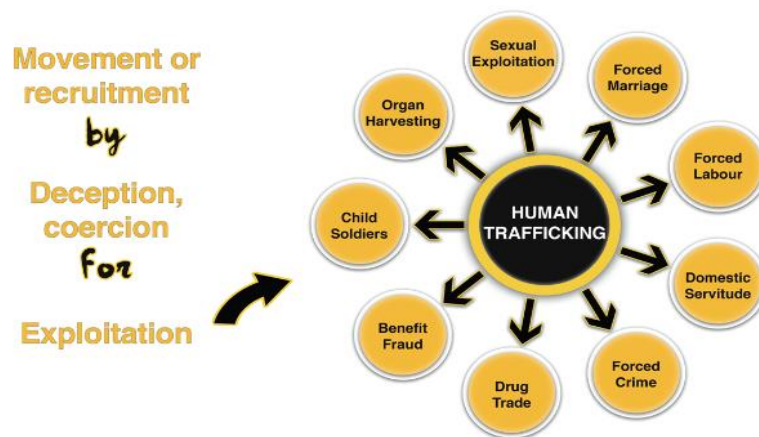 Movement or
recruitment
by
Deception,
coercion
for
Exploitation
HUMAN
TRAFFICKING
Sexual
Exploitation
Forced
Marriage
Forced
Labour
Domestic
Servitude
Forced
Crime
Drug
Trade
Benefit
Fraud
Child
Soldiers
Organ
Harvesting